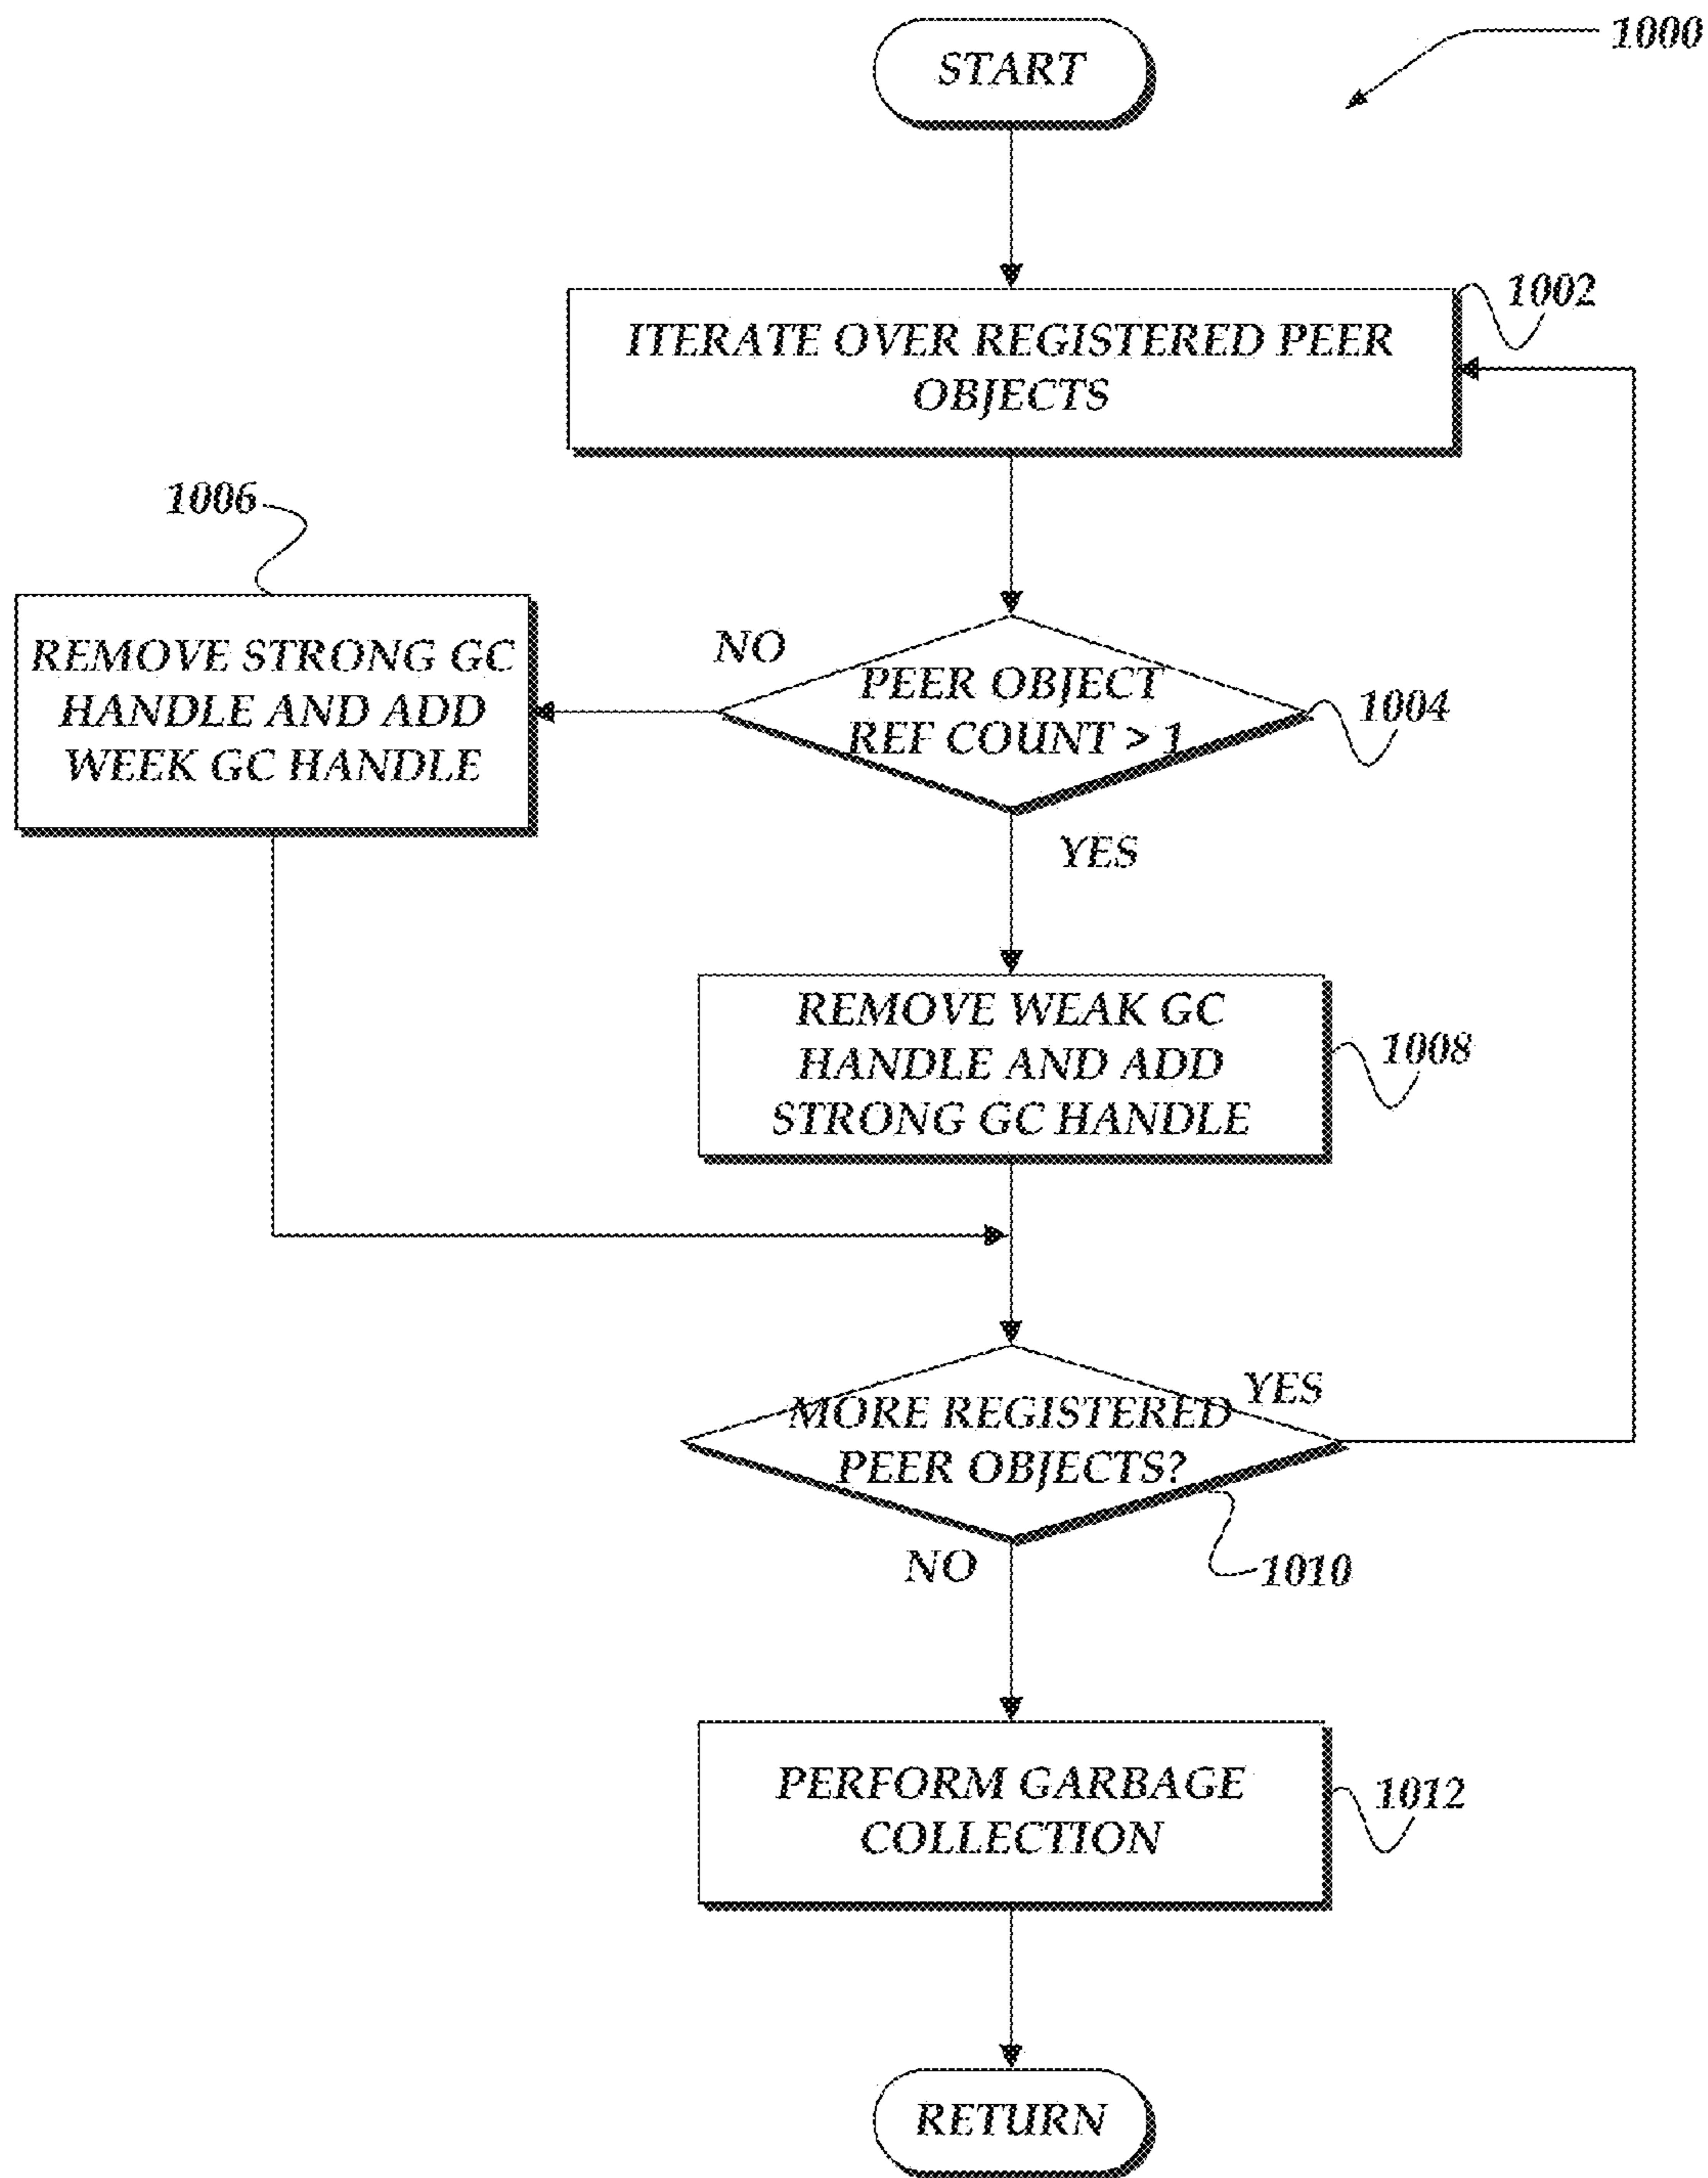 START
1000
ITERATE OVER REGISTERED PEER
OBJECTS
1002
1006
REMOVE STRONG GC
HANDLE AND ADD
WEEK GC HANDLE
NO
PEER OBJECT
REF COUNT > 1
1004
YES
REMOVE WEAK GC
HANDLE AND ADD
STRONG GC HANDLE
1008
MORE REGISTERED
PEER OBJECTS?
YES
1010
NO
PERFORM GARBAGE
COLLECTION
1012
RETURN